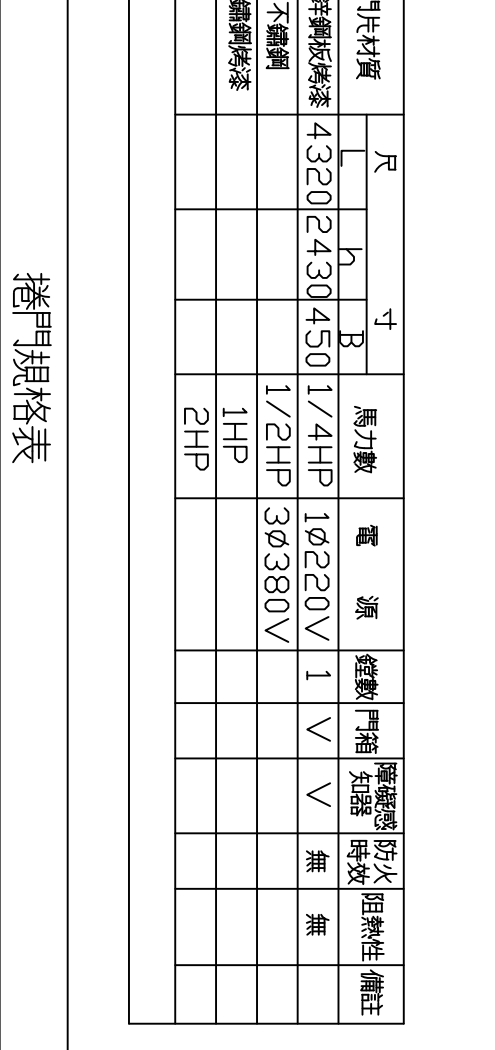 門片材質 尺寸 馬力數 電源 鏜數 門箱 障礙感知器 防火時效 阻熱性 備註
L h B
鋅鋼板烤漆 4320 2430 450 1/4HP 1Ø220V 1 V V 無 無
不鏽鋼 1/2HP 3Ø380V
鏽鋼烤漆 1HP
2HP
捲門規格表